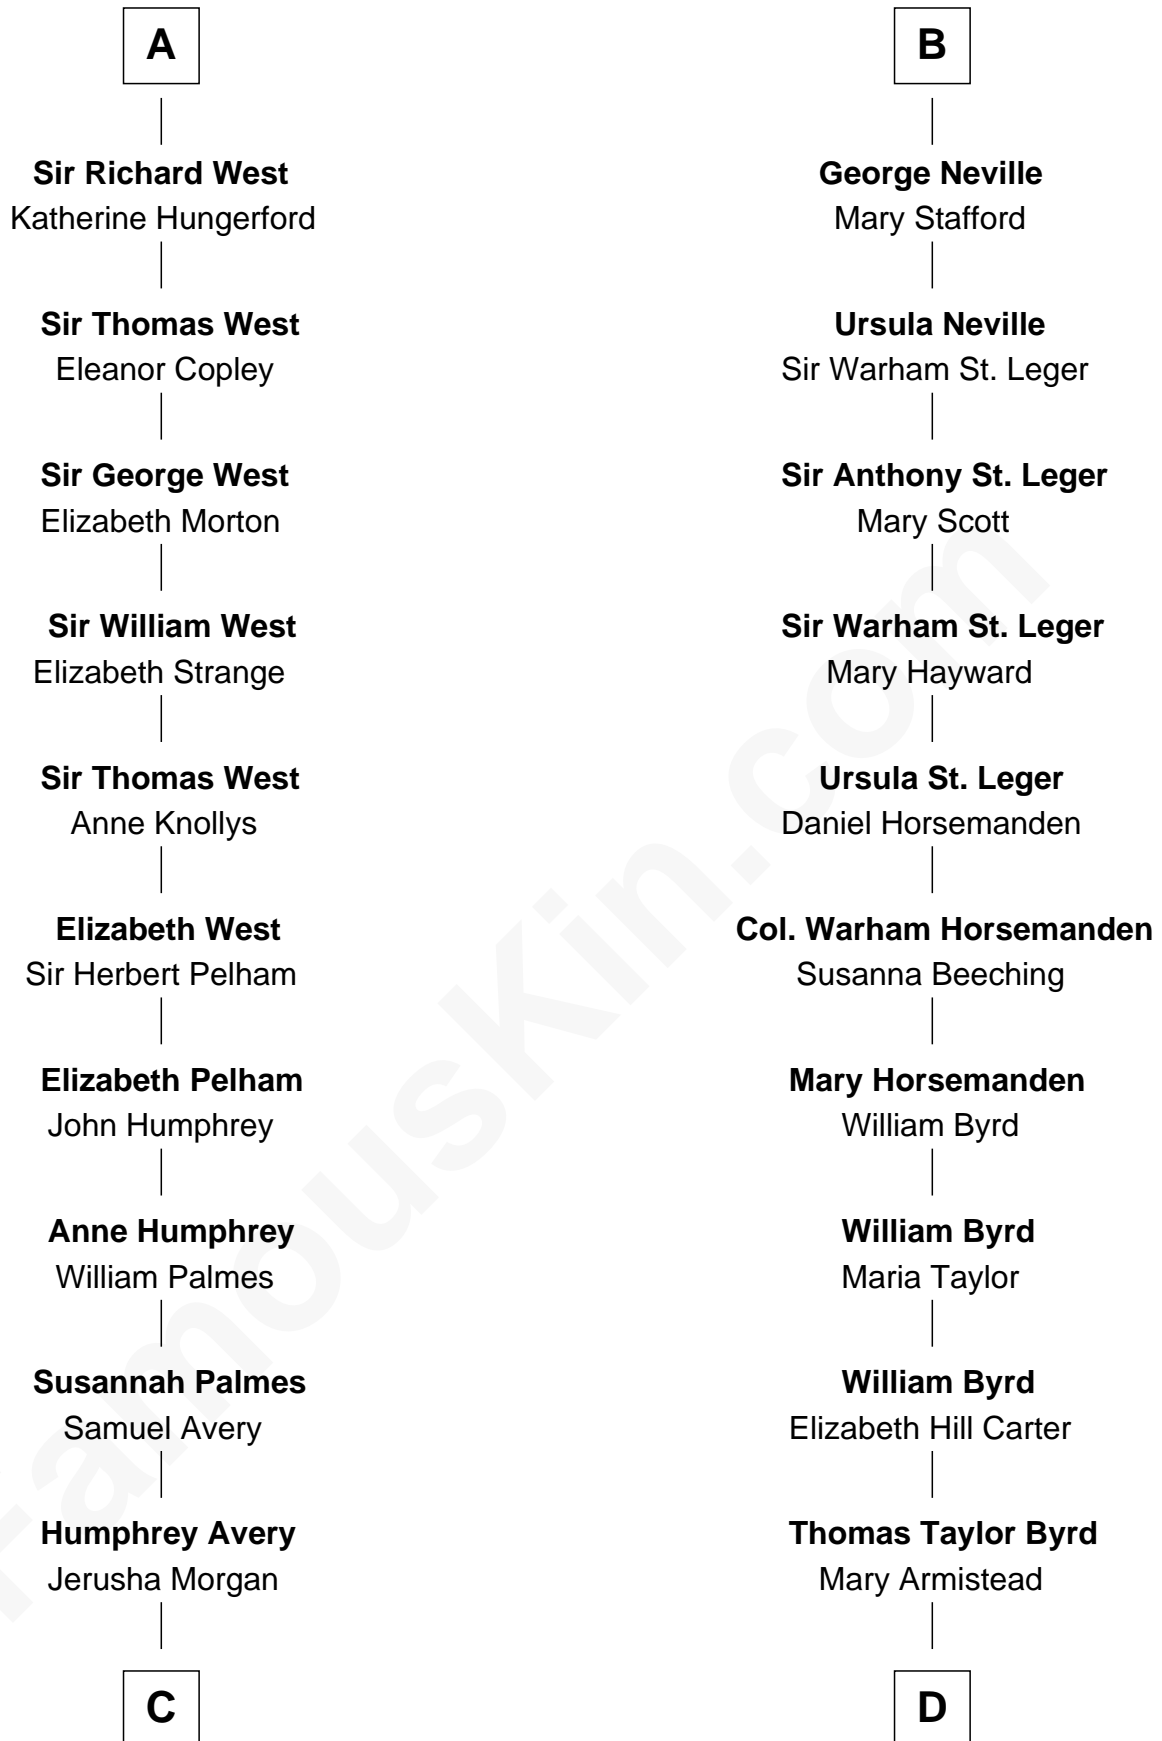 A
Sir Richard West
Katherine Hungerford
Sir Thomas West
Eleanor Copley
Sir George West
Elizabeth Morton
Sir William West
Elizabeth Strange
Sir Thomas West
Anne Knollys
Elizabeth West
Sir Herbert Pelham
Elizabeth Pelham
John Humphrey
Anne Humphrey
William Palmes
Susannah Palmes
Samuel Avery
Humphrey Avery
Jerusha Morgan
C
B
George Neville
Mary Stafford
Ursula Neville
Sir Warham St. Leger
Sir Anthony St. Leger
Mary Scott
Sir Warham St. Leger
Mary Hayward
Ursula St. Leger
Daniel Horsemanden
Col. Warham Horsemanden
Susanna Beeching
Mary Horsemanden
William Byrd
William Byrd
Maria Taylor
William Byrd
Elizabeth Hill Carter
Thomas Taylor Byrd
Mary Armistead
D
FamousKin.com